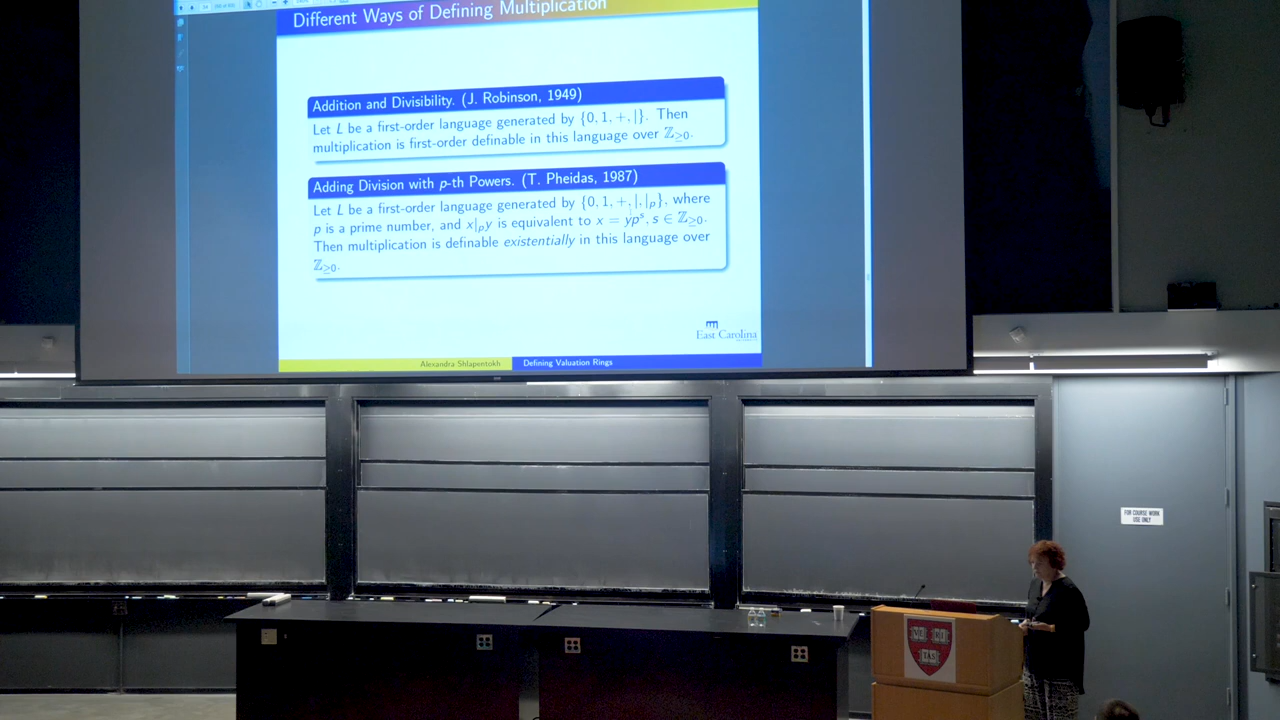 Different Ways of Defining Multiplication
Addition and Divisibility. (J. Robinson, 1949)
Let L be a first-order language generated by {0, 1, +, |}. Then
multiplication is first-order definable in this language over ℤ≥0.
Adding Division with p-th Powers. (T. Pheidas, 1987)
Let L be a first-order language generated by {0, 1, +, |, |ₚ}, where
p is a prime number, and x|ₚy is equivalent to x = ypˢ, s ∈ ℤ≥0.
Then multiplication is definable existentially in this language over
ℤ≥0.
East Carolina
Alexandra Shlapentokh
Defining Valuation Rings
FOR COURSE WORK
USE ONLY